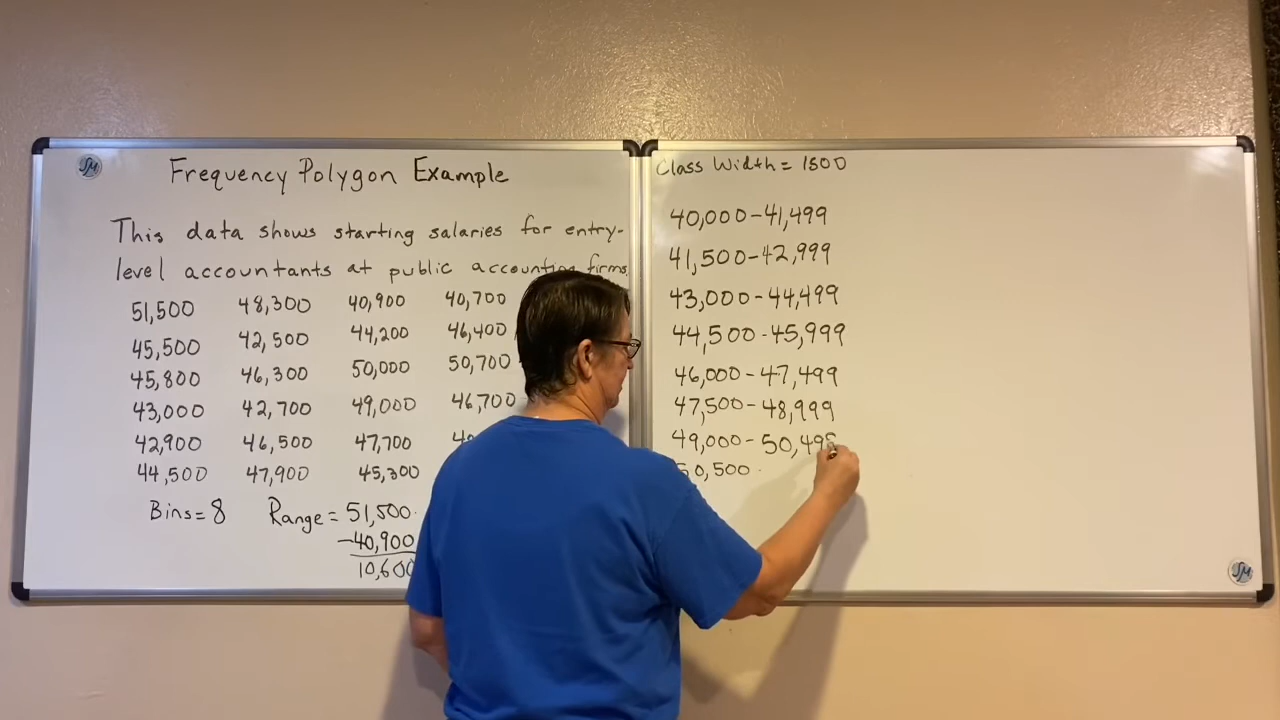 Frequency Polygon Example
This data shows starting salaries for entry-
level accountants at public accounting firms.
51,500 48,300 40,900 40,700
45,500 42,500 44,200 46,400
45,800 46,300 50,000 50,700
43,000 42,700 49,000 46,700
42,900 46,500 47,700
44,500 47,900 45,300
Bins = 8 Range = 51,500
-40,900
10,600
Class Width = 1500
40,000-41,499
41,500-42,999
43,000-44,499
44,500-45,999
46,000-47,499
47,500-48,999
49,000-50,49
50,500
SM
SM